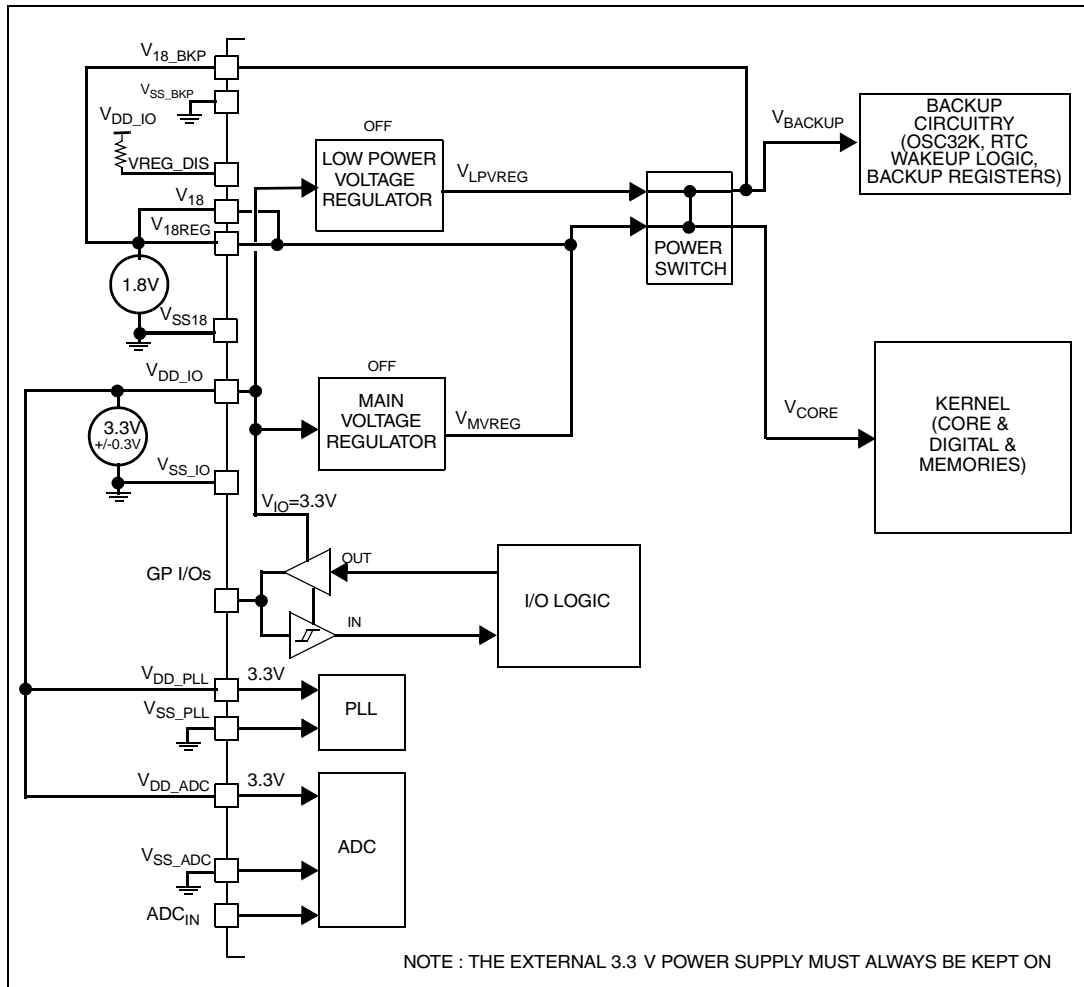 V18_BKP
VSS_BKP
VDD_IO
VREG_DIS
V18
V18REG
1.8V
VSS18
VDD_IO
3.3V
+/-0.3V
VSS_IO
OFF
LOW POWER
VOLTAGE
REGULATOR
VLPVREG
POWER
SWITCH
VBACKUP
BACKUP
CIRCUITRY
(OSC32K, RTC
WAKEUP LOGIC,
BACKUP REGISTERS)
OFF
MAIN
VOLTAGE
REGULATOR
VMVREG
VCORE
KERNEL
(CORE &
DIGITAL &
MEMORIES)
VIO=3.3V
GP I/Os
OUT
IN
I/O LOGIC
VDD_PLL
3.3V
VSS_PLL
PLL
VDD_ADC
3.3V
VSS_ADC
ADCIN
ADC
NOTE : THE EXTERNAL 3.3 V POWER SUPPLY MUST ALWAYS BE KEPT ON